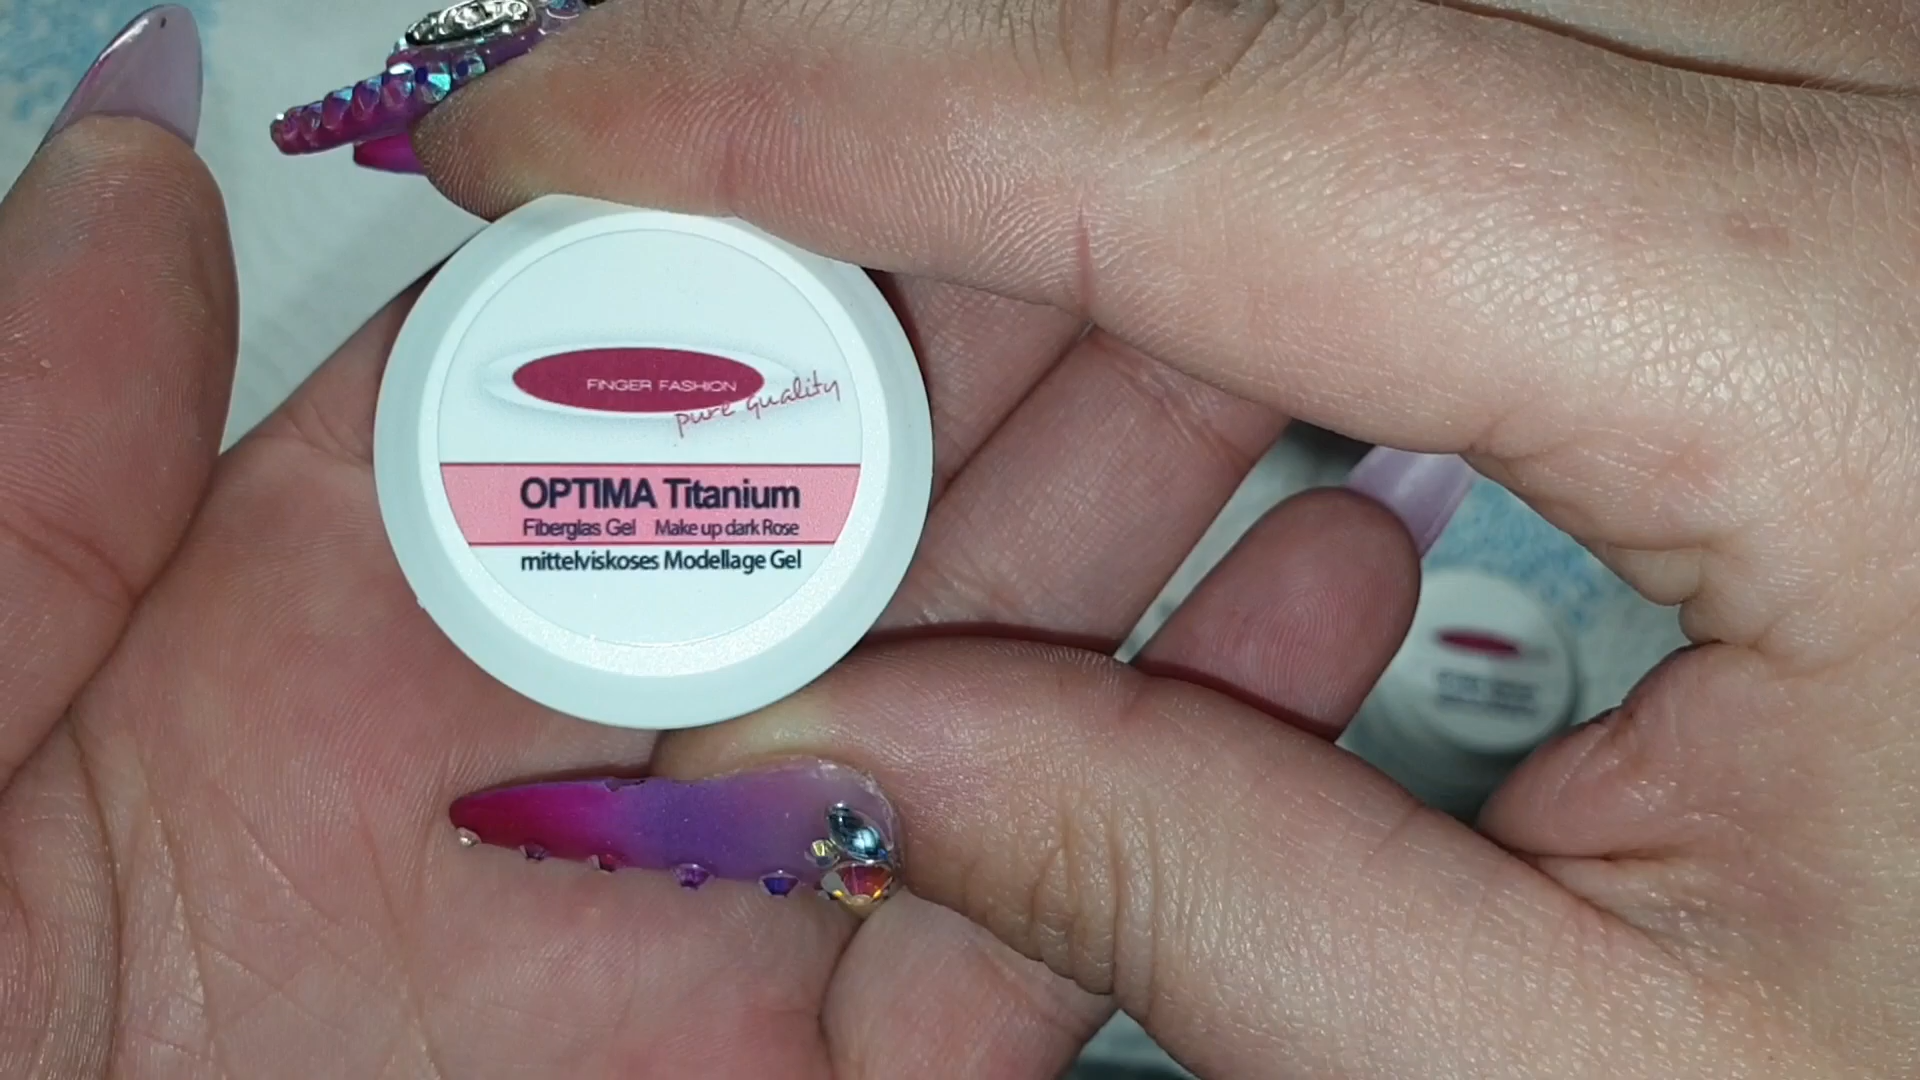 FINGER FASHION
pure quality
OPTIMA Titanium
Fiberglas Gel Make up dark Rose
mittelviskoses Modellage Gel